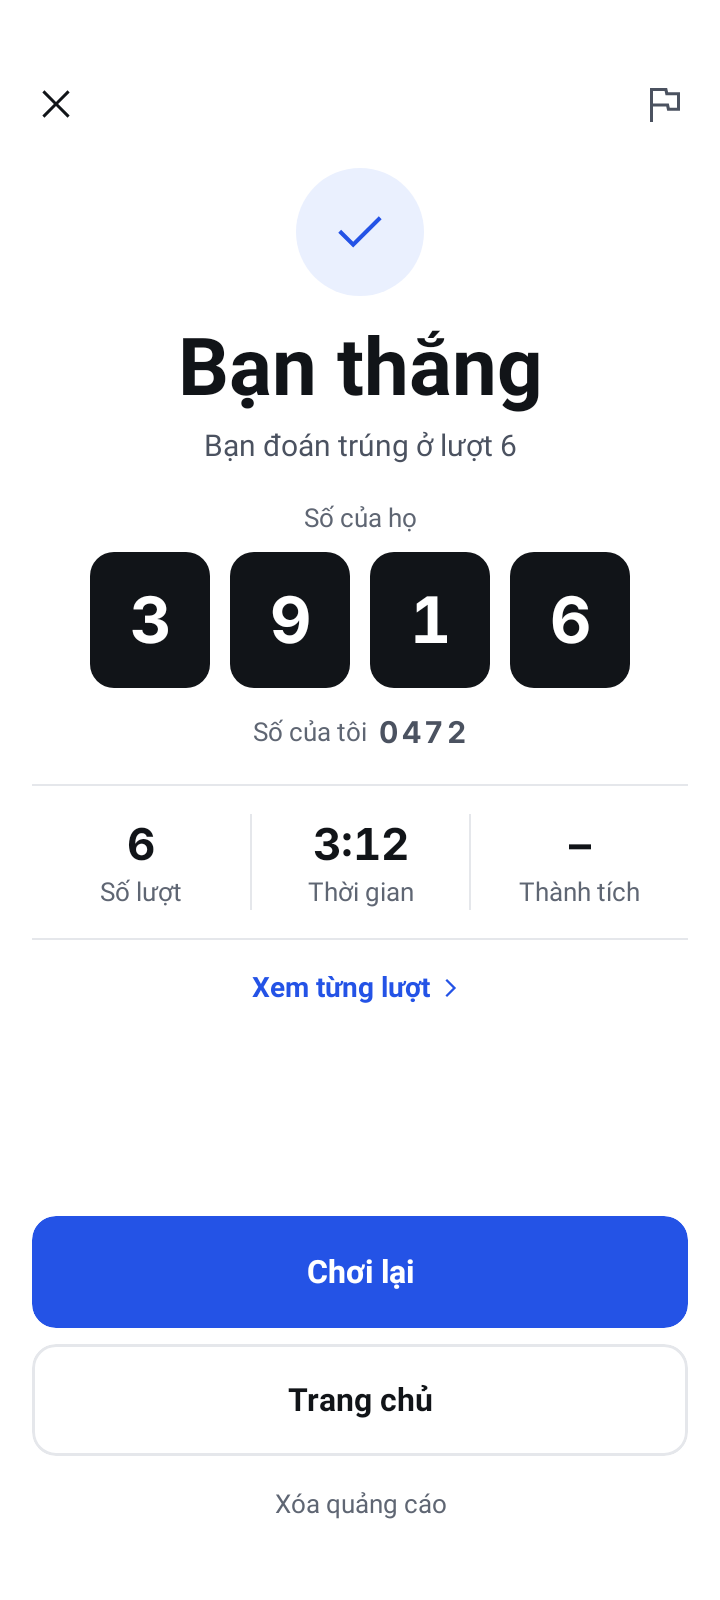 Bạn thắng
Bạn đoán trúng ở lượt 6
Số của họ
3 9 1 6
Số của tôi 0472
6 3:12 –
Số lượt Thời gian Thành tích
Xem từng lượt
Chơi lại
Trang chủ
Xóa quảng cáo